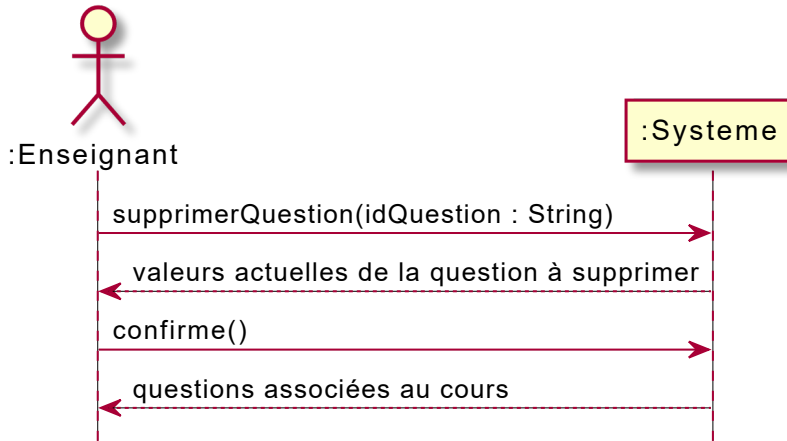 :Enseignant
:Systeme
supprimerQuestion(idQuestion : String)
valeurs actuelles de la question à supprimer
confirme()
questions associées au cours